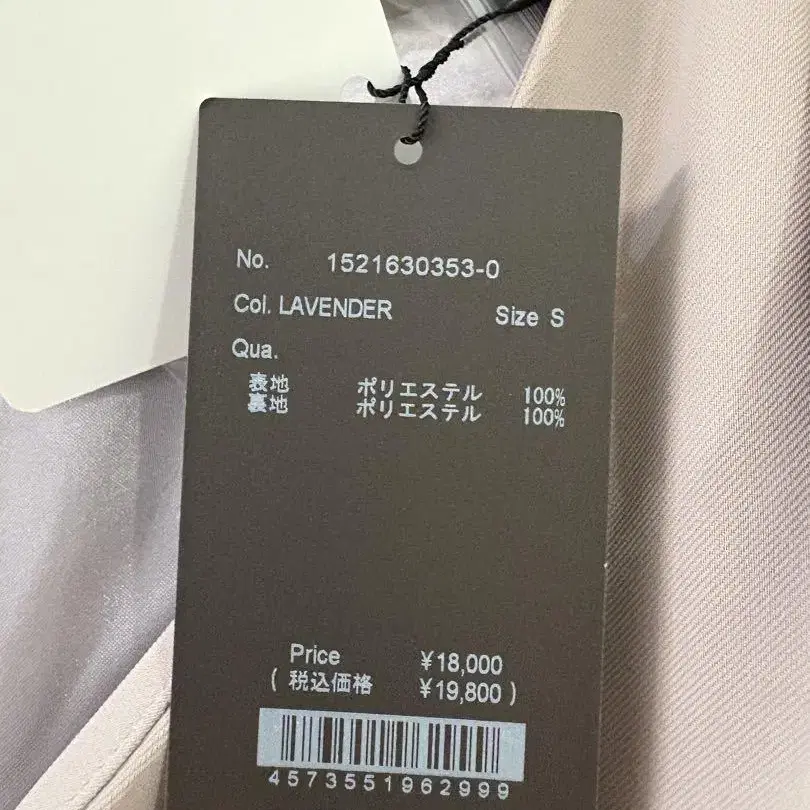 No. 1521630353-0
Col. LAVENDER Size S
Qua.
表地 ポリエステル 100%
裏地 ポリエステル 100%
Price ¥18,000
( 税込価格 ¥19,800 )
4573551962999